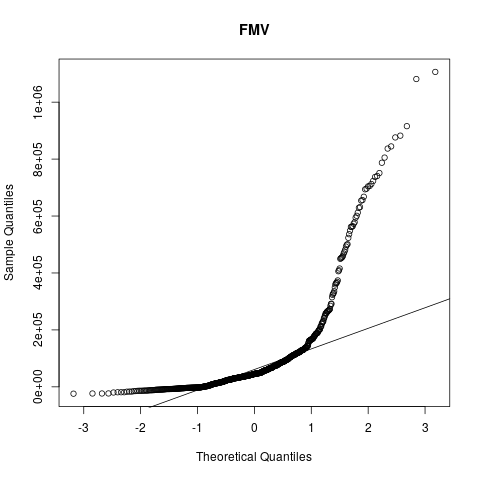 FMV
1e+06
8e+05
6e+05
4e+05
2e+05
0e+00
Sample Quantiles
-3 -2 -1 0 1 2 3
Theoretical Quantiles